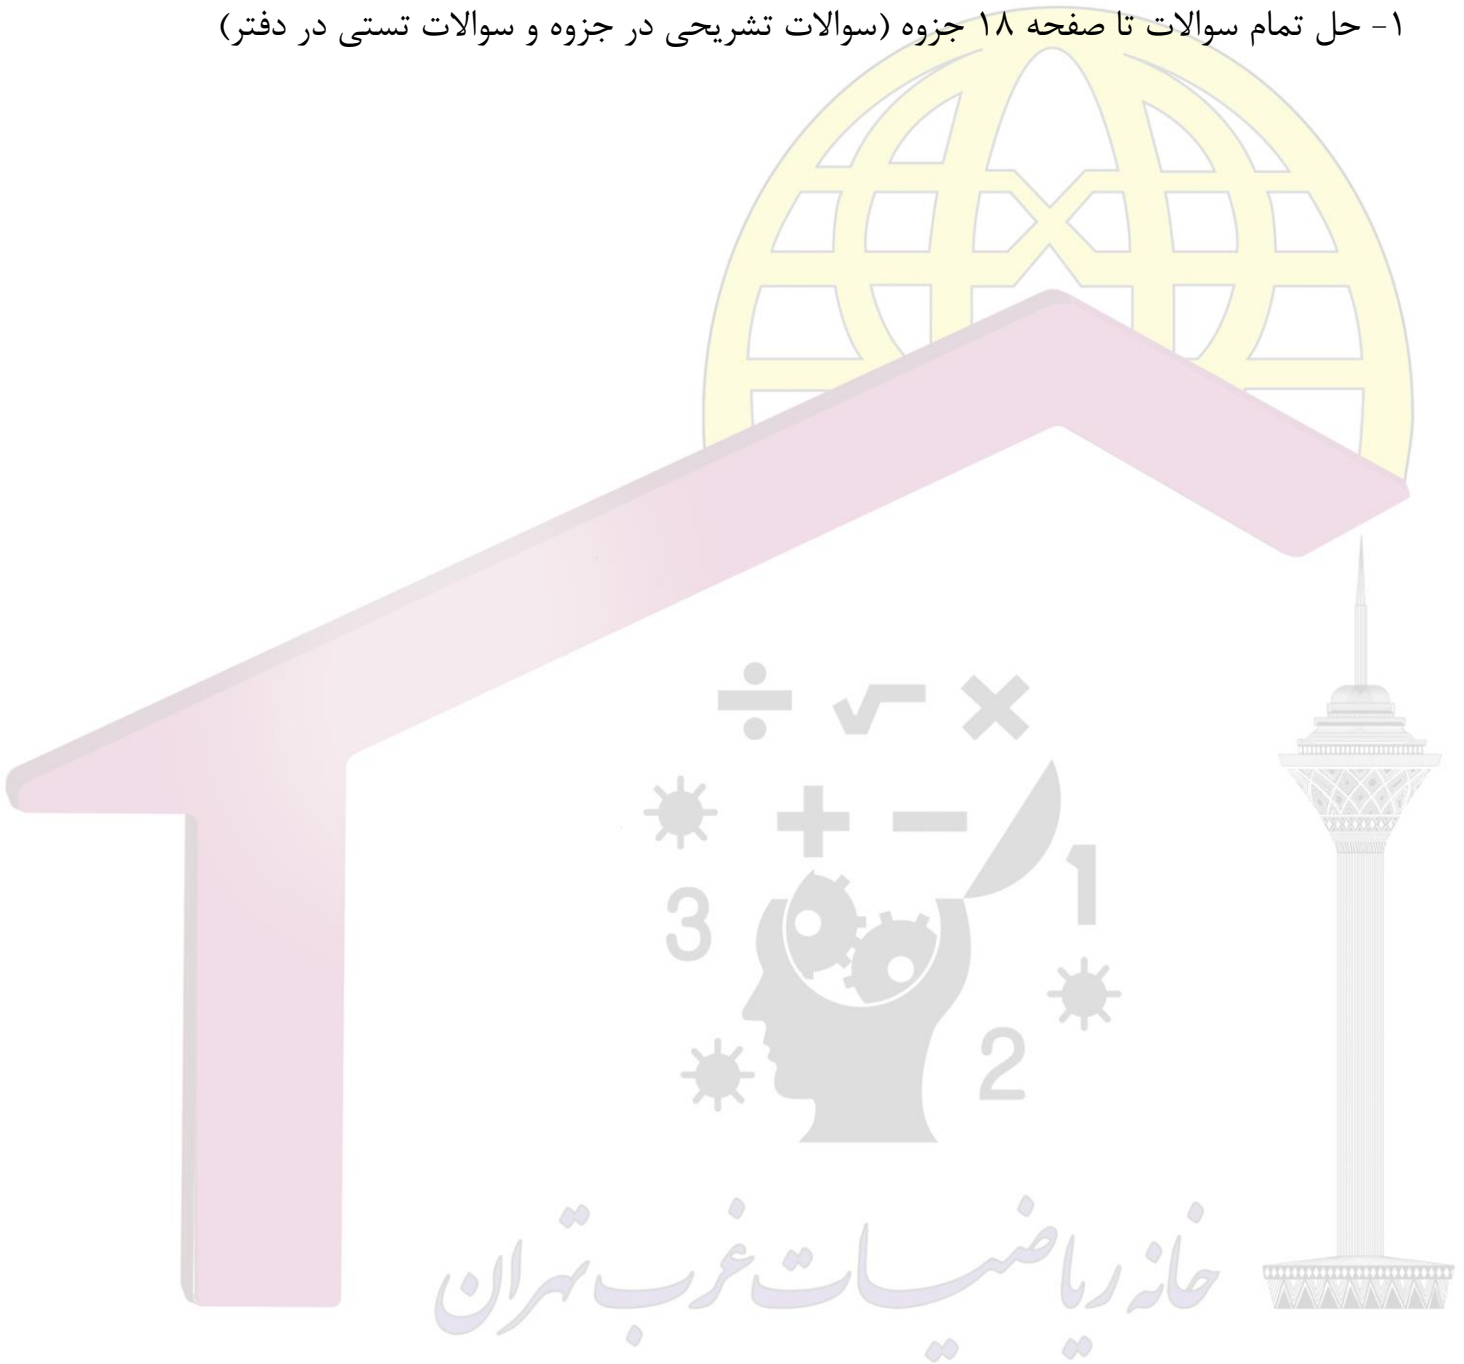 ۱- حل تمام سوالات تا صفحه ۱۸ جزوه (سوالات تشریحی در جزوه و سوالات تستی در دفتر)
1
3
2
خانه ریاضیات غرب تهران